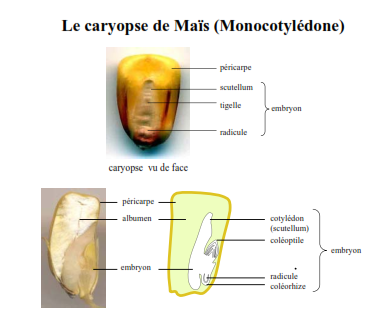 Le caryopse de Maïs (Monocotylédone)
péricarpe
scutellum
tigelle
embryon
radicule
caryopse vu de face
péricarpe
albumen
embryon
cotylédon
(scutellum)
coléoptile
embryon
radicule
coléorhize